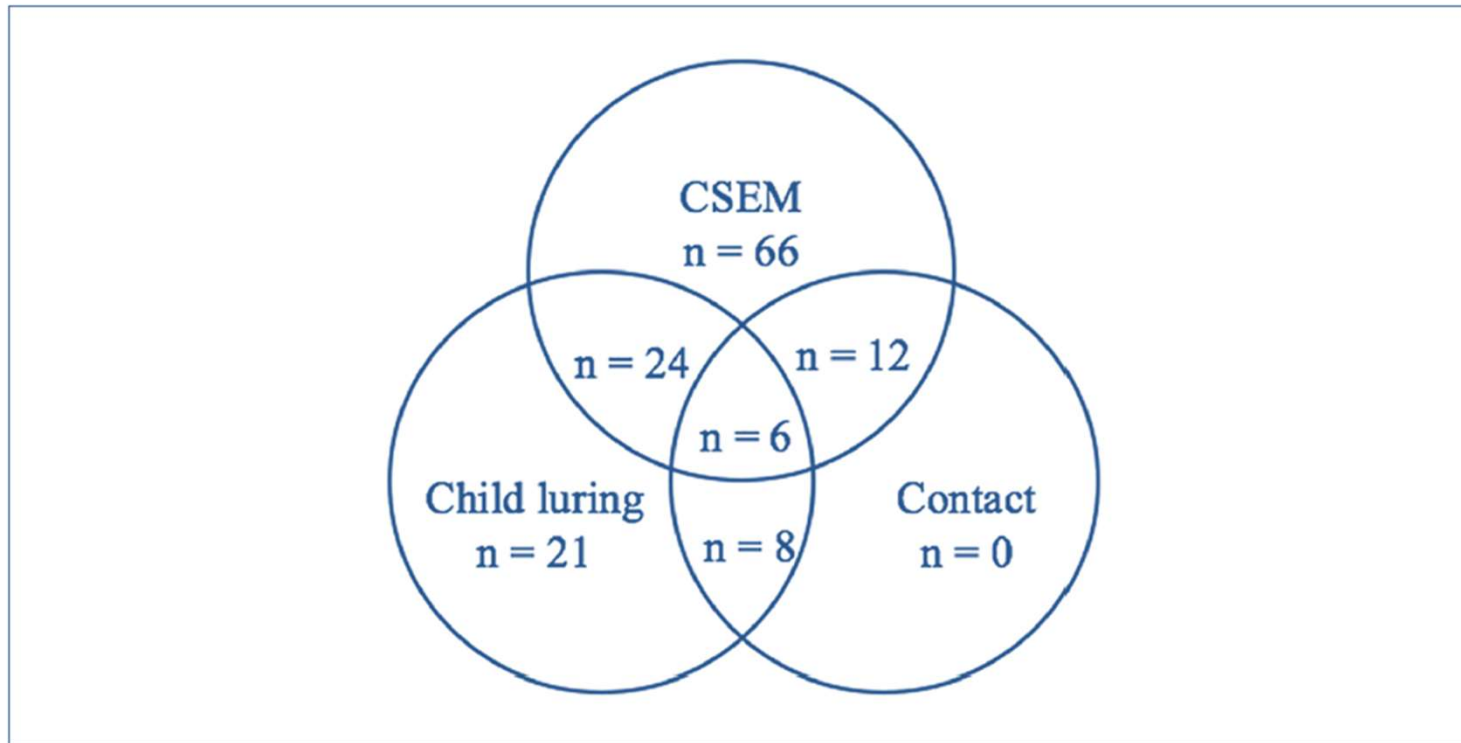 CSEM
n = 66
n = 24
n = 12
n = 6
Child luring
n = 21
n = 8
Contact
n = 0